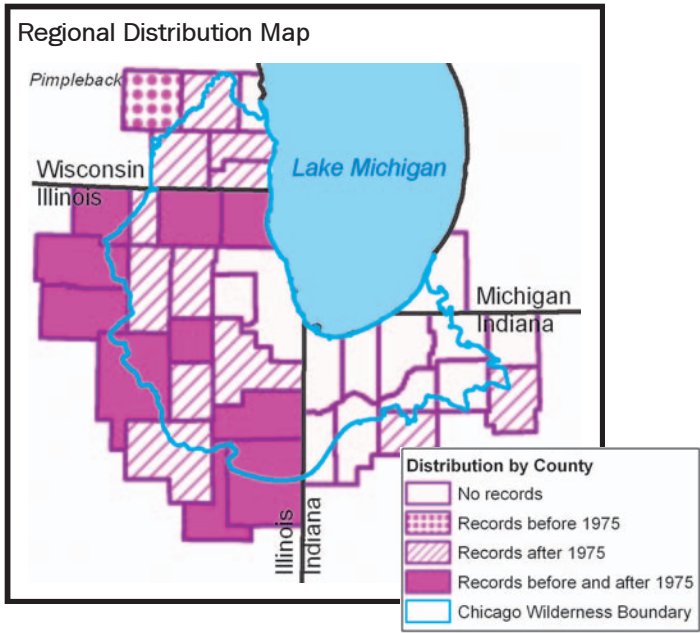 Regional Distribution Map
Pimpleback
Lake Michigan
Wisconsin
Illinois
Michigan
Indiana
Illinois
Indiana
Distribution by County
No records
Records before 1975
Records after 1975
Records before and after 1975
Chicago Wilderness Boundary